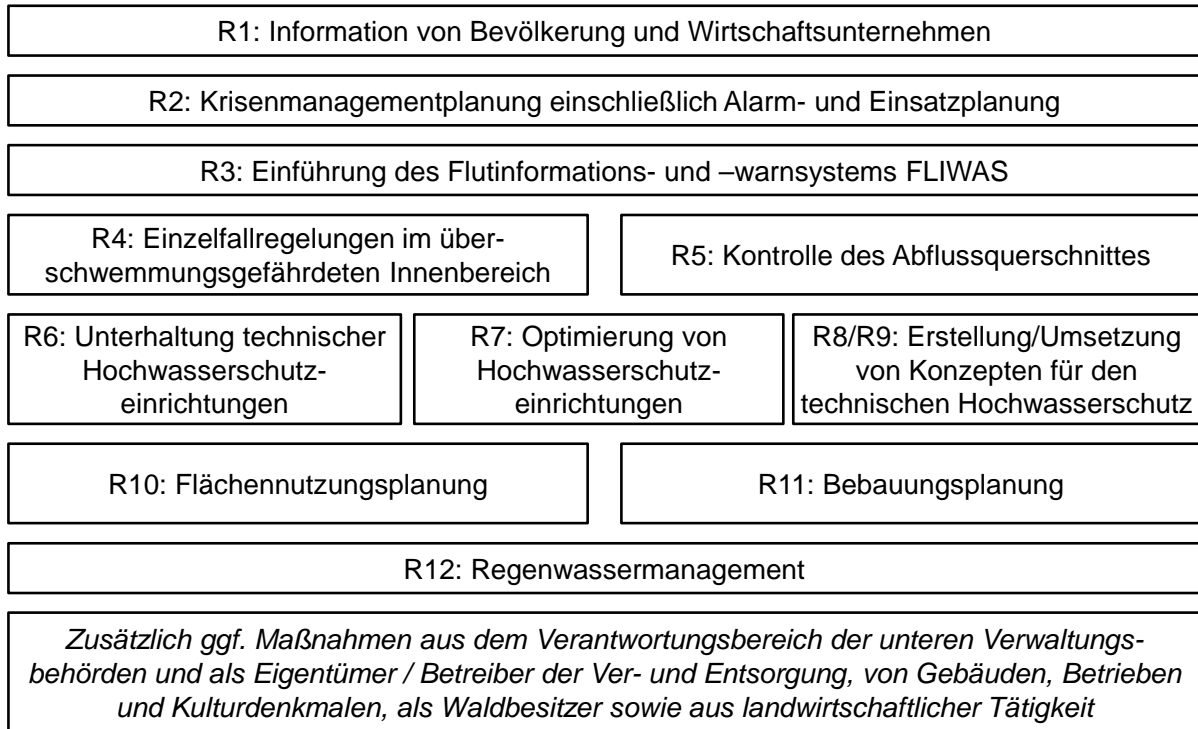 R1: Information von Bevölkerung und Wirtschaftsunternehmen
R2: Krisenmanagementplanung einschließlich Alarm- und Einsatzplanung
R3: Einführung des Flutinformations- und –warnsystems FLIWAS
R4: Einzelfallregelungen im über-
schwemmungsgefährdeten Innenbereich
R5: Kontrolle des Abflussquerschnittes
R6: Unterhaltung technischer
Hochwasserschutz-
einrichtungen
R7: Optimierung von
Hochwasserschutz-
einrichtungen
R8/R9: Erstellung/Umsetzung
von Konzepten für den
technischen Hochwasserschutz
R10: Flächennutzungsplanung
R11: Bebauungsplanung
R12: Regenwassermanagement
Zusätzlich ggf. Maßnahmen aus dem Verantwortungsbereich der unteren Verwaltungs-
behörden und als Eigentümer / Betreiber der Ver- und Entsorgung, von Gebäuden, Betrieben
und Kulturdenkmalen, als Waldbesitzer sowie aus landwirtschaftlicher Tätigkeit